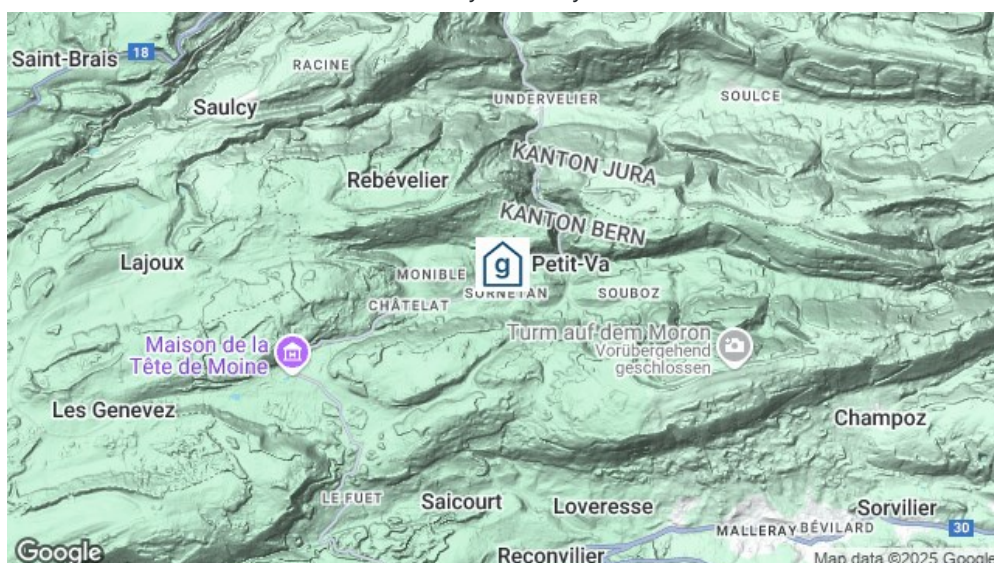 Saint-Brais
18
RACINE
Saulcy
UNDERVELIER
SOULCE
KANTON JURA
Rebévelier
KANTON BERN
Lajoux
g
Petit-Va
MONIBLE
SORNETAN
SOUBOZ
CHÂTELAT
Turm auf dem Moron
Vorübergehend
geschlossen
Maison de la
Tête de Moine
Les Genevez
Champoz
LE FUET
Saicourt
Loveresse
Sorvilier
MALLERAY
BÉVILARD
30
Reconvilier
Google
Map data ©2025 Google